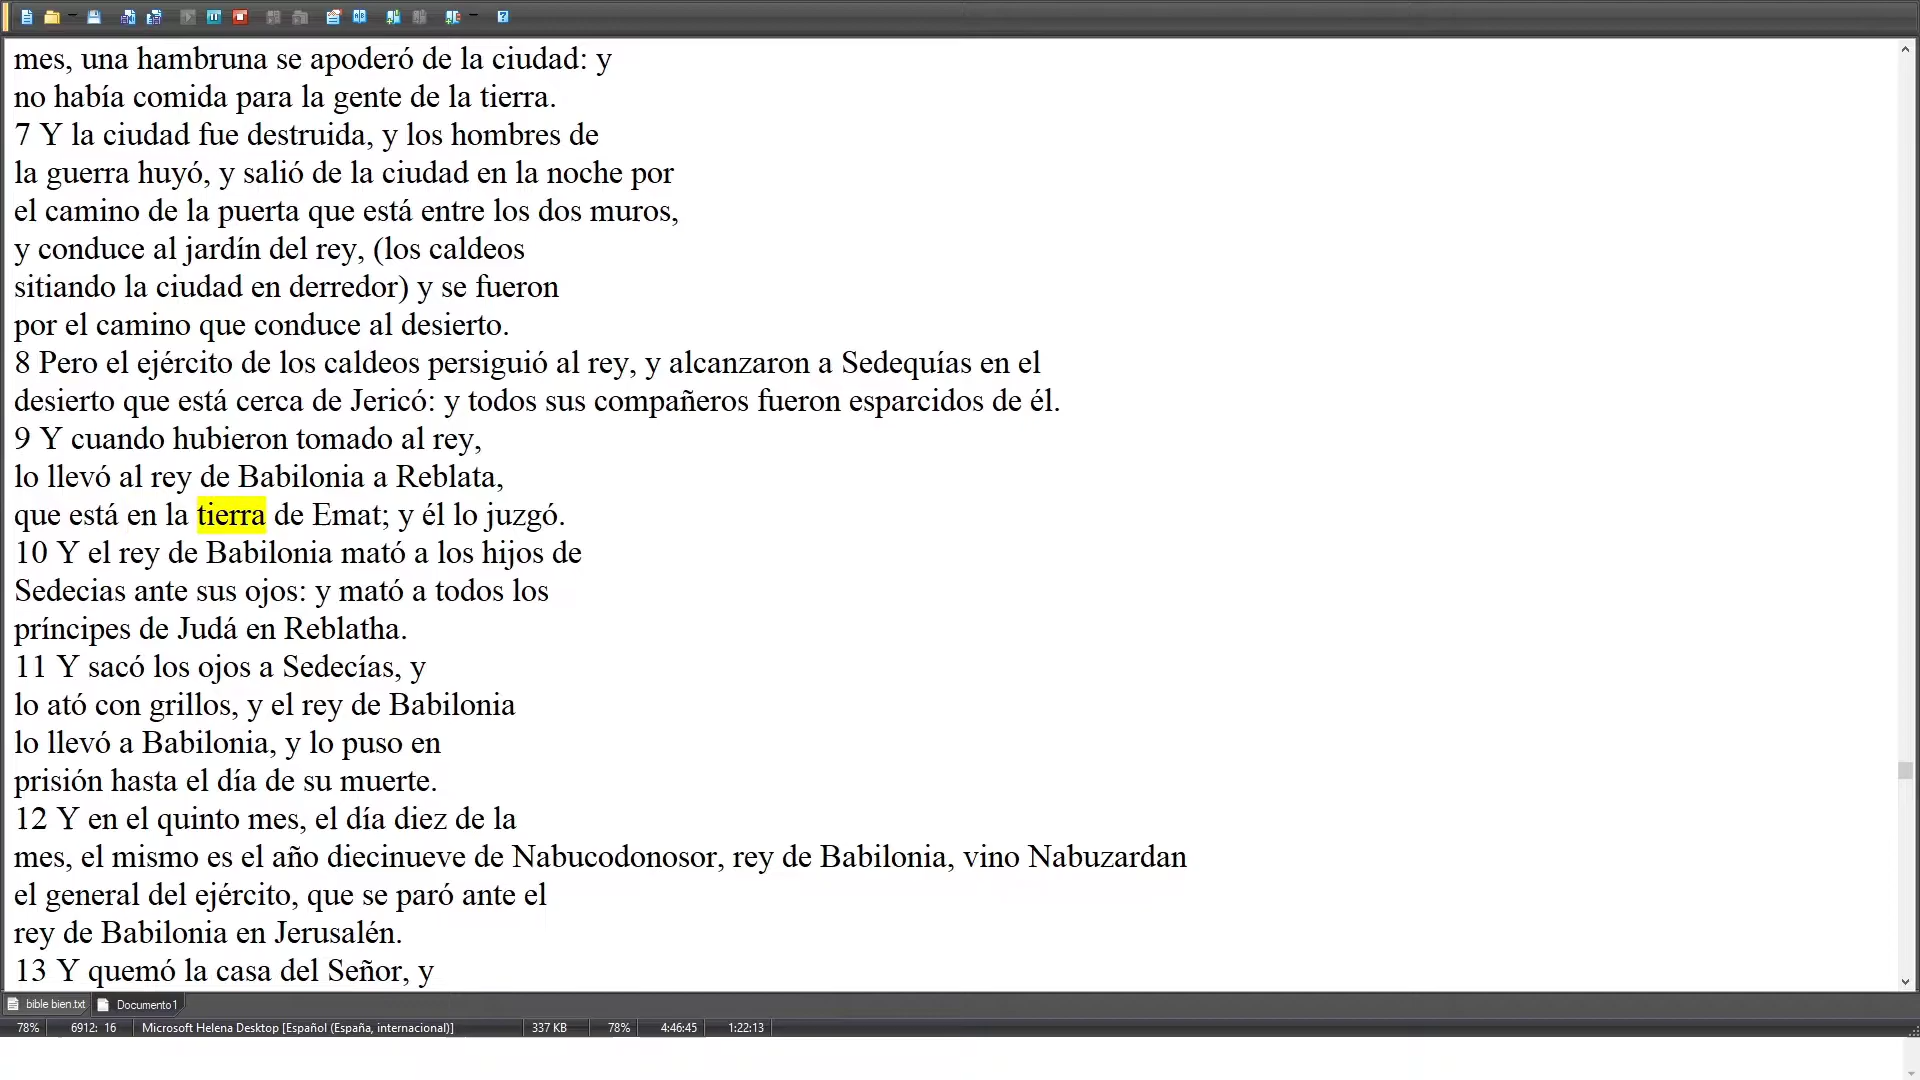 mes, una hambruna se apoderó de la ciudad: y
no había comida para la gente de la tierra.
7 Y la ciudad fue destruida, y los hombres de
la guerra huyó, y salió de la ciudad en la noche por
el camino de la puerta que está entre los dos muros,
y conduce al jardín del rey, (los caldeos
sitiando la ciudad en derredor) y se fueron
por el camino que conduce al desierto.
8 Pero el ejército de los caldeos persiguió al rey, y alcanzaron a Sedequías en el
desierto que está cerca de Jericó: y todos sus compañeros fueron esparcidos de él.
9 Y cuando hubieron tomado al rey,
lo llevó al rey de Babilonia a Reblata,
que está en la tierra de Emat; y él lo juzgó.
10 Y el rey de Babilonia mató a los hijos de
Sedecias ante sus ojos: y mató a todos los
príncipes de Judá en Reblatha.
11 Y sacó los ojos a Sedecías, y
lo ató con grillos, y el rey de Babilonia
lo llevó a Babilonia, y lo puso en
prisión hasta el día de su muerte.
12 Y en el quinto mes, el día diez de la
mes, el mismo es el año diecinueve de Nabucodonosor, rey de Babilonia, vino Nabuzardan
el general del ejército, que se paró ante el
rey de Babilonia en Jerusalén.
13 Y quemó la casa del Señor, y
bible bien.txt Documento1
78% 6912: 16 Microsoft Helena Desktop [Español (España, internacional)] 337 KB 78% 4:46:45 1:22:13